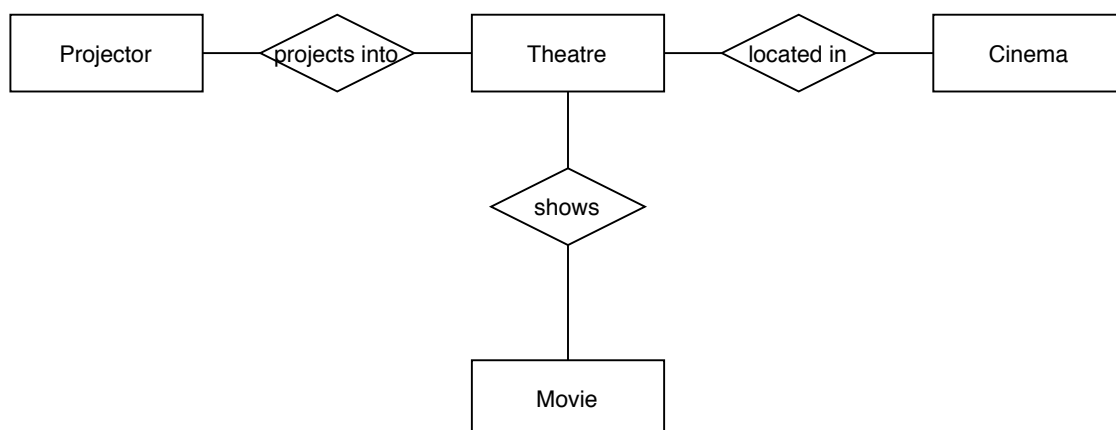 Projector
projects into
Theatre
located in
Cinema
shows
Movie